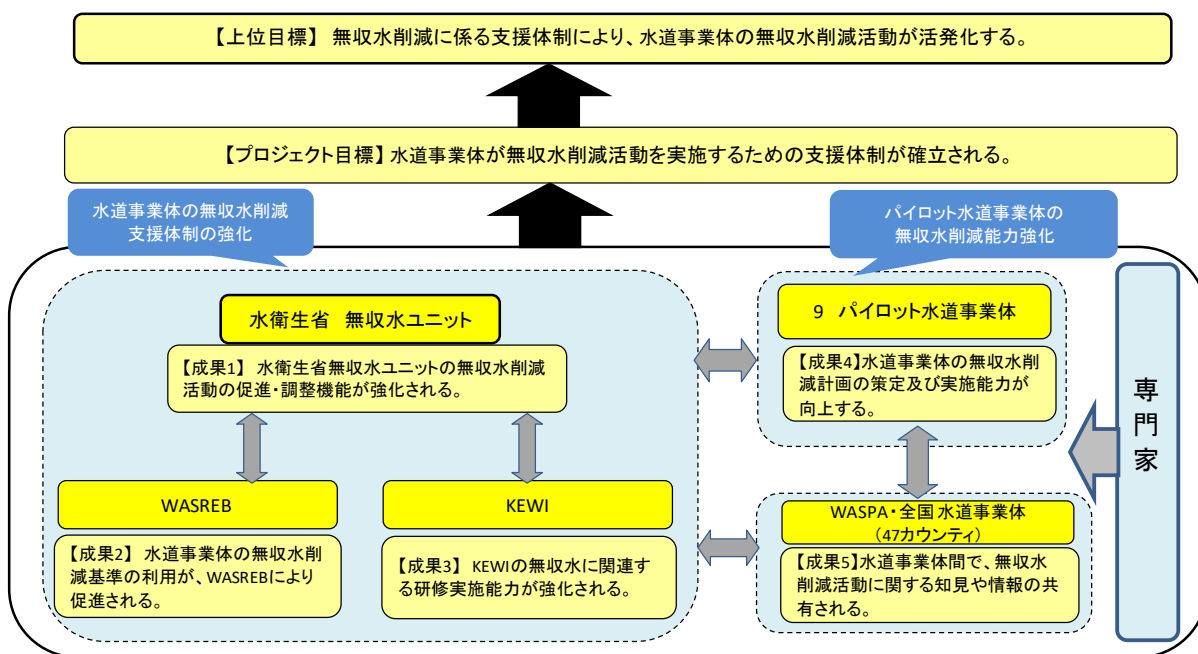 【上位目標】 無収水削減に係る支援体制により、水道事業体の無収水削減活動が活発化する。
【プロジェクト目標】水道事業体が無収水削減活動を実施するための支援体制が確立される。
水道事業体の無収水削減
支援体制の強化
パイロット水道事業体の
無収水削減能力強化
水衛生省 無収水ユニット
【成果1】 水衛生省無収水ユニットの無収水削減
活動の促進・調整機能が強化される。
WASREB
【成果2】 水道事業体の無収水削
減基準の利用が、WASREBにより
促進される。
KEWI
【成果3】 KEWIの無収水に関連す
る研修実施能力が強化される。
9 パイロット水道事業体
【成果4】水道事業体の無収水削
減計画の策定及び実施能力が
向上する。
WASPA・全国水道事業体
(47カウンティ)
【成果5】水道事業体間で、無収水
削減活動に関する知見や情報の共
有される。
専門家